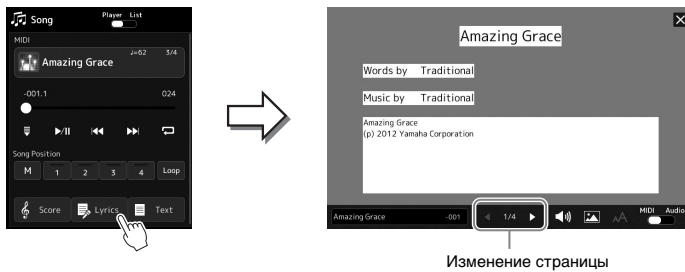 Song
Player List
MIDI
Amazing Grace
♩=62 3/4
-001.1 024
Song Position
M 1 2 3 4 Loop
Score Lyrics Text
Amazing Grace
Words by Traditional
Music by Traditional
Amazing Grace
(p) 2012 Yamaha Corporation
Amazing Grace -001 1/4 AA MIDI Audio
Изменение страницы